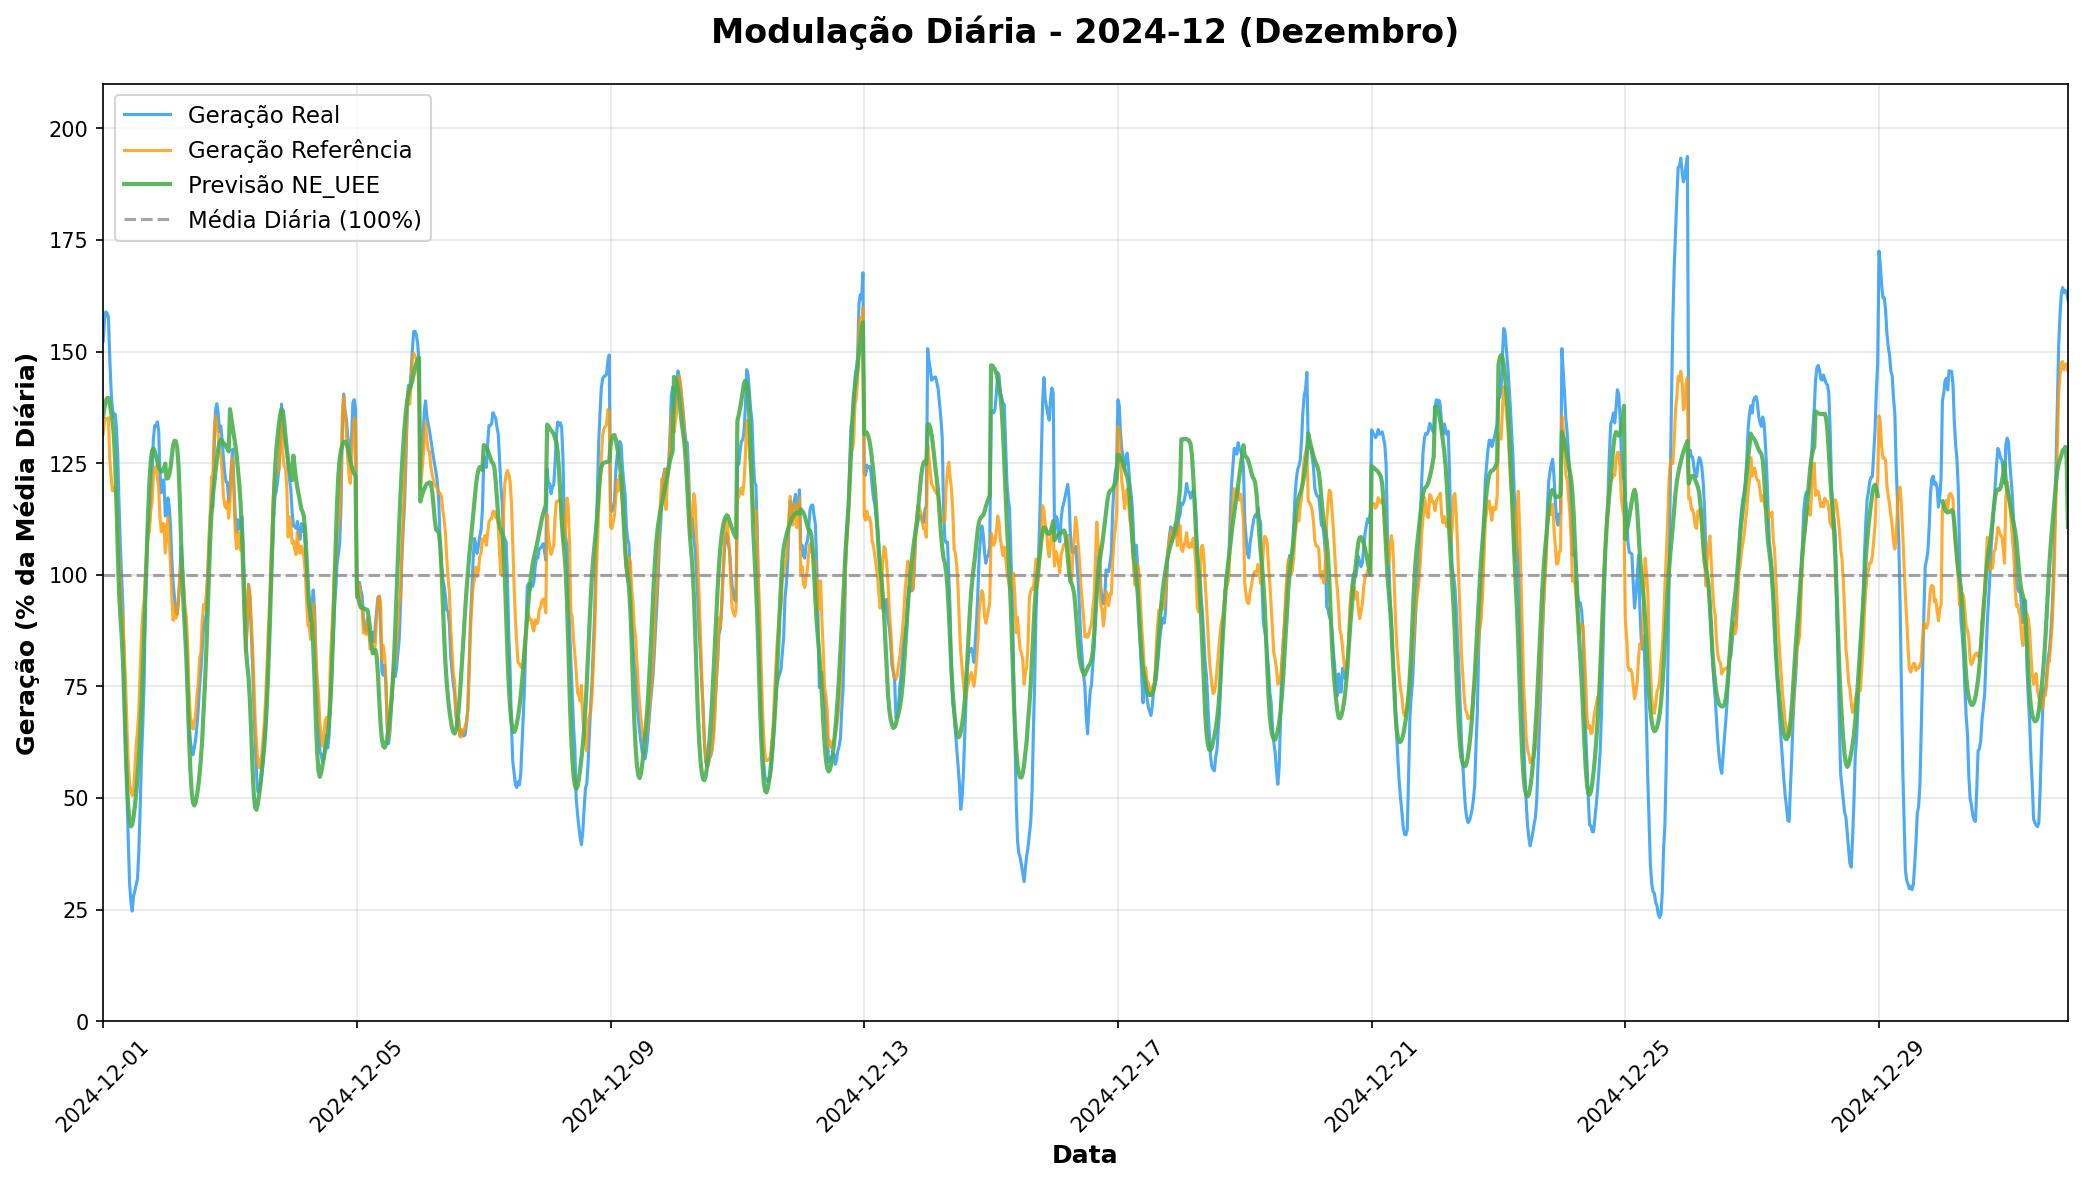 Modulação Diária - 2024-12 (Dezembro)
Geração Real
Geração Referência
Previsão NE_UEE
Média Diária (100%)
Geração (% da Média Diária)
200
175
150
125
100
75
50
25
0
2024-12-01
2024-12-05
2024-12-09
2024-12-13
2024-12-17
2024-12-21
2024-12-25
2024-12-29
Data